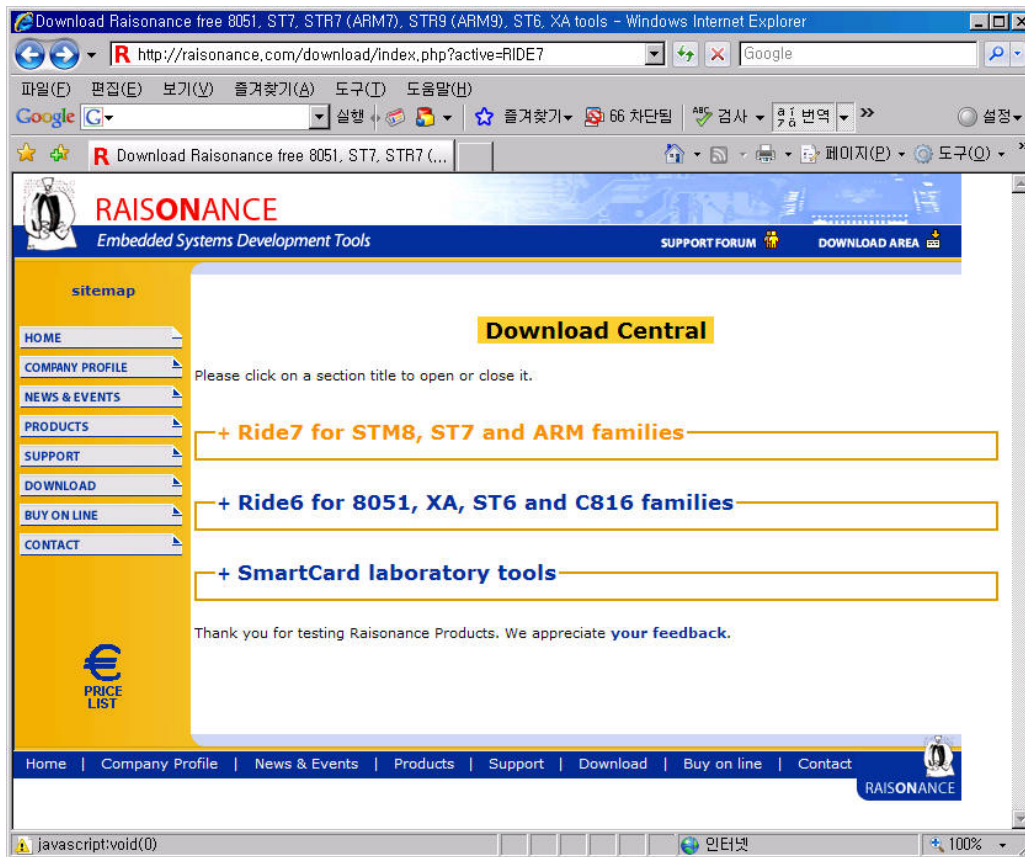 Download Raisonance free 8051, ST7, STR7 (ARM7), STR9 (ARM9), ST6, XA tools - Windows Internet Explorer
http://raisonance.com/download/index.php?active=RIDE7
Google
파일(F) 편집(E) 보기(V) 즐겨찾기(A) 도구(T) 도움말(H)
Google G 실행 즐겨찾기 66 차단됨 ABC 검사 번역 » 설정
R Download Raisonance free 8051, ST7, STR7 (... 페이지(P) 도구(O) »
RAISONANCE
Embedded Systems Development Tools
SUPPORT FORUM DOWNLOAD AREA
sitemap
HOME
COMPANY PROFILE
NEWS & EVENTS
PRODUCTS
SUPPORT
DOWNLOAD
BUY ON LINE
CONTACT
€
PRICE
LIST
Download Central
Please click on a section title to open or close it.
+ Ride7 for STM8, ST7 and ARM families
+ Ride6 for 8051, XA, ST6 and C816 families
+ SmartCard laboratory tools
Thank you for testing Raisonance Products. We appreciate your feedback.
Home | Company Profile | News & Events | Products | Support | Download | Buy on line | Contact
RAISONANCE
javascript:void(0) 인터넷 100%